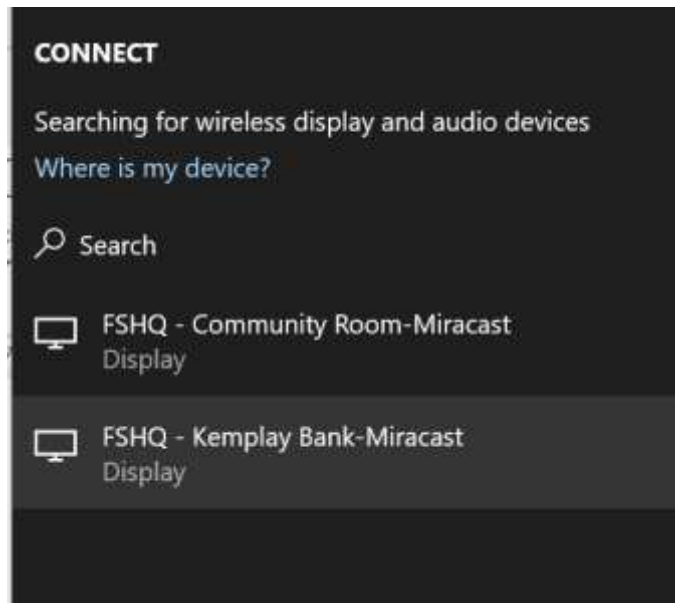 CONNECT
Searching for wireless display and audio devices
Where is my device?
Search
FSHQ - Community Room-Miracast
Display
FSHQ - Kemplay Bank-Miracast
Display